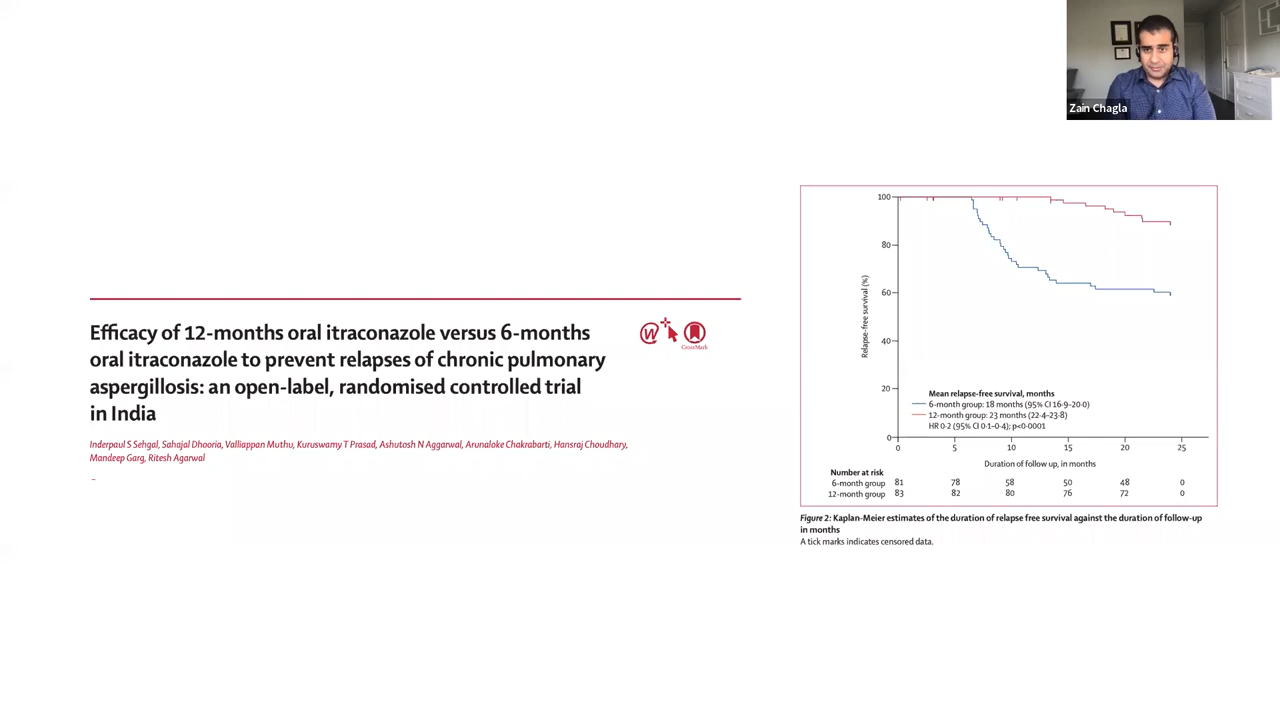 Zain Chagla
Efficacy of 12-months oral itraconazole versus 6-months
oral itraconazole to prevent relapses of chronic pulmonary
aspergillosis: an open-label, randomised controlled trial
in India
CrossMark
Inderpaul S Sehgal, Sahajal Dhooria, Valliappan Muthu, Kuruswamy T Prasad, Ashutosh N Aggarwal, Arunaloke Chakrabarti, Hansraj Choudhary,
Mandeep Garg, Ritesh Agarwal
Relapse-free survival (%)
100
80
60
40
20
0
Mean relapse-free survival, months
6-month group: 18 months (95% CI 16·9–20·0)
12-month group: 23 months (22·4–23·8)
HR 0·2 (95% CI 0·1–0·4); p<0·0001
0 5 10 15 20 25
Duration of follow up, in months
Number at risk
6-month group 81 78 58 50 48 0
12-month group 83 82 80 76 72 0
Figure 2: Kaplan-Meier estimates of the duration of relapse free survival against the duration of follow-up
in months
A tick marks indicates censored data.